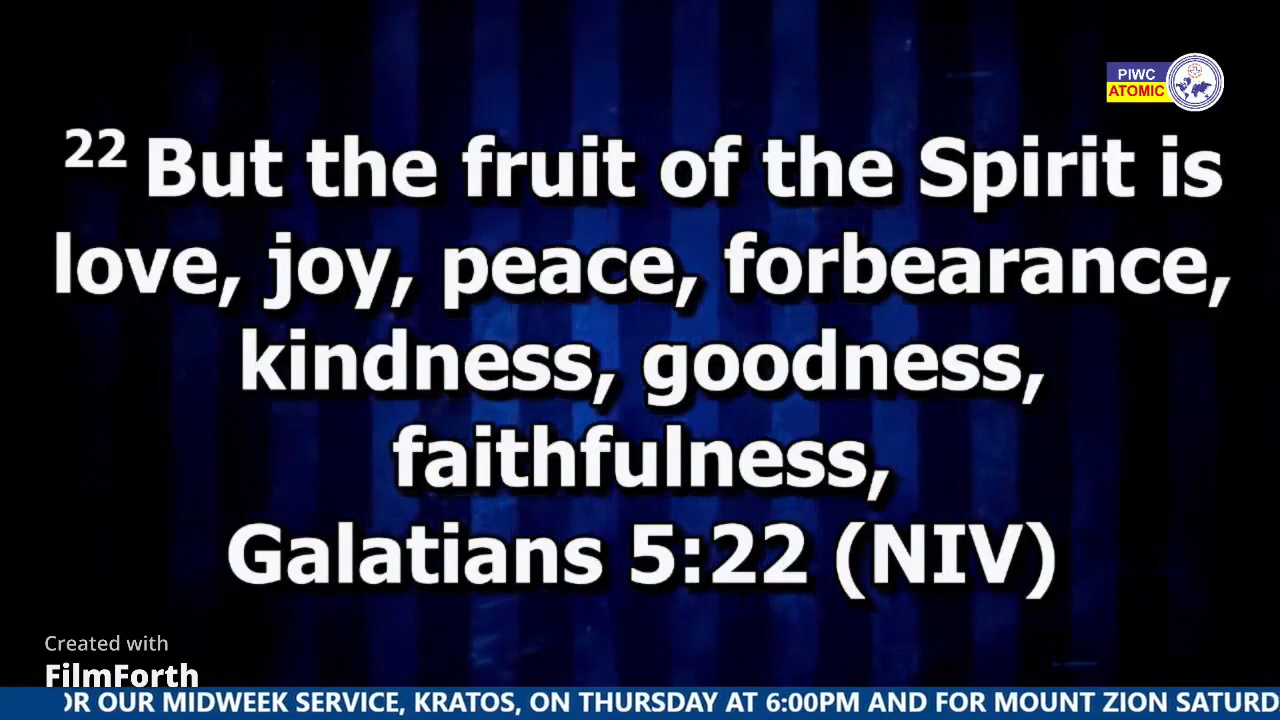 PIWC
ATOMIC
22 But the fruit of the Spirit is
love, joy, peace, forbearance,
kindness, goodness,
faithfulness,
Galatians 5:22 (NIV)
Created with
FilmForth
OUR MIDWEEK SERVICE, KRATOS, ON THURSDAY AT 6:00PM AND FOR MOUNT ZION SATURD